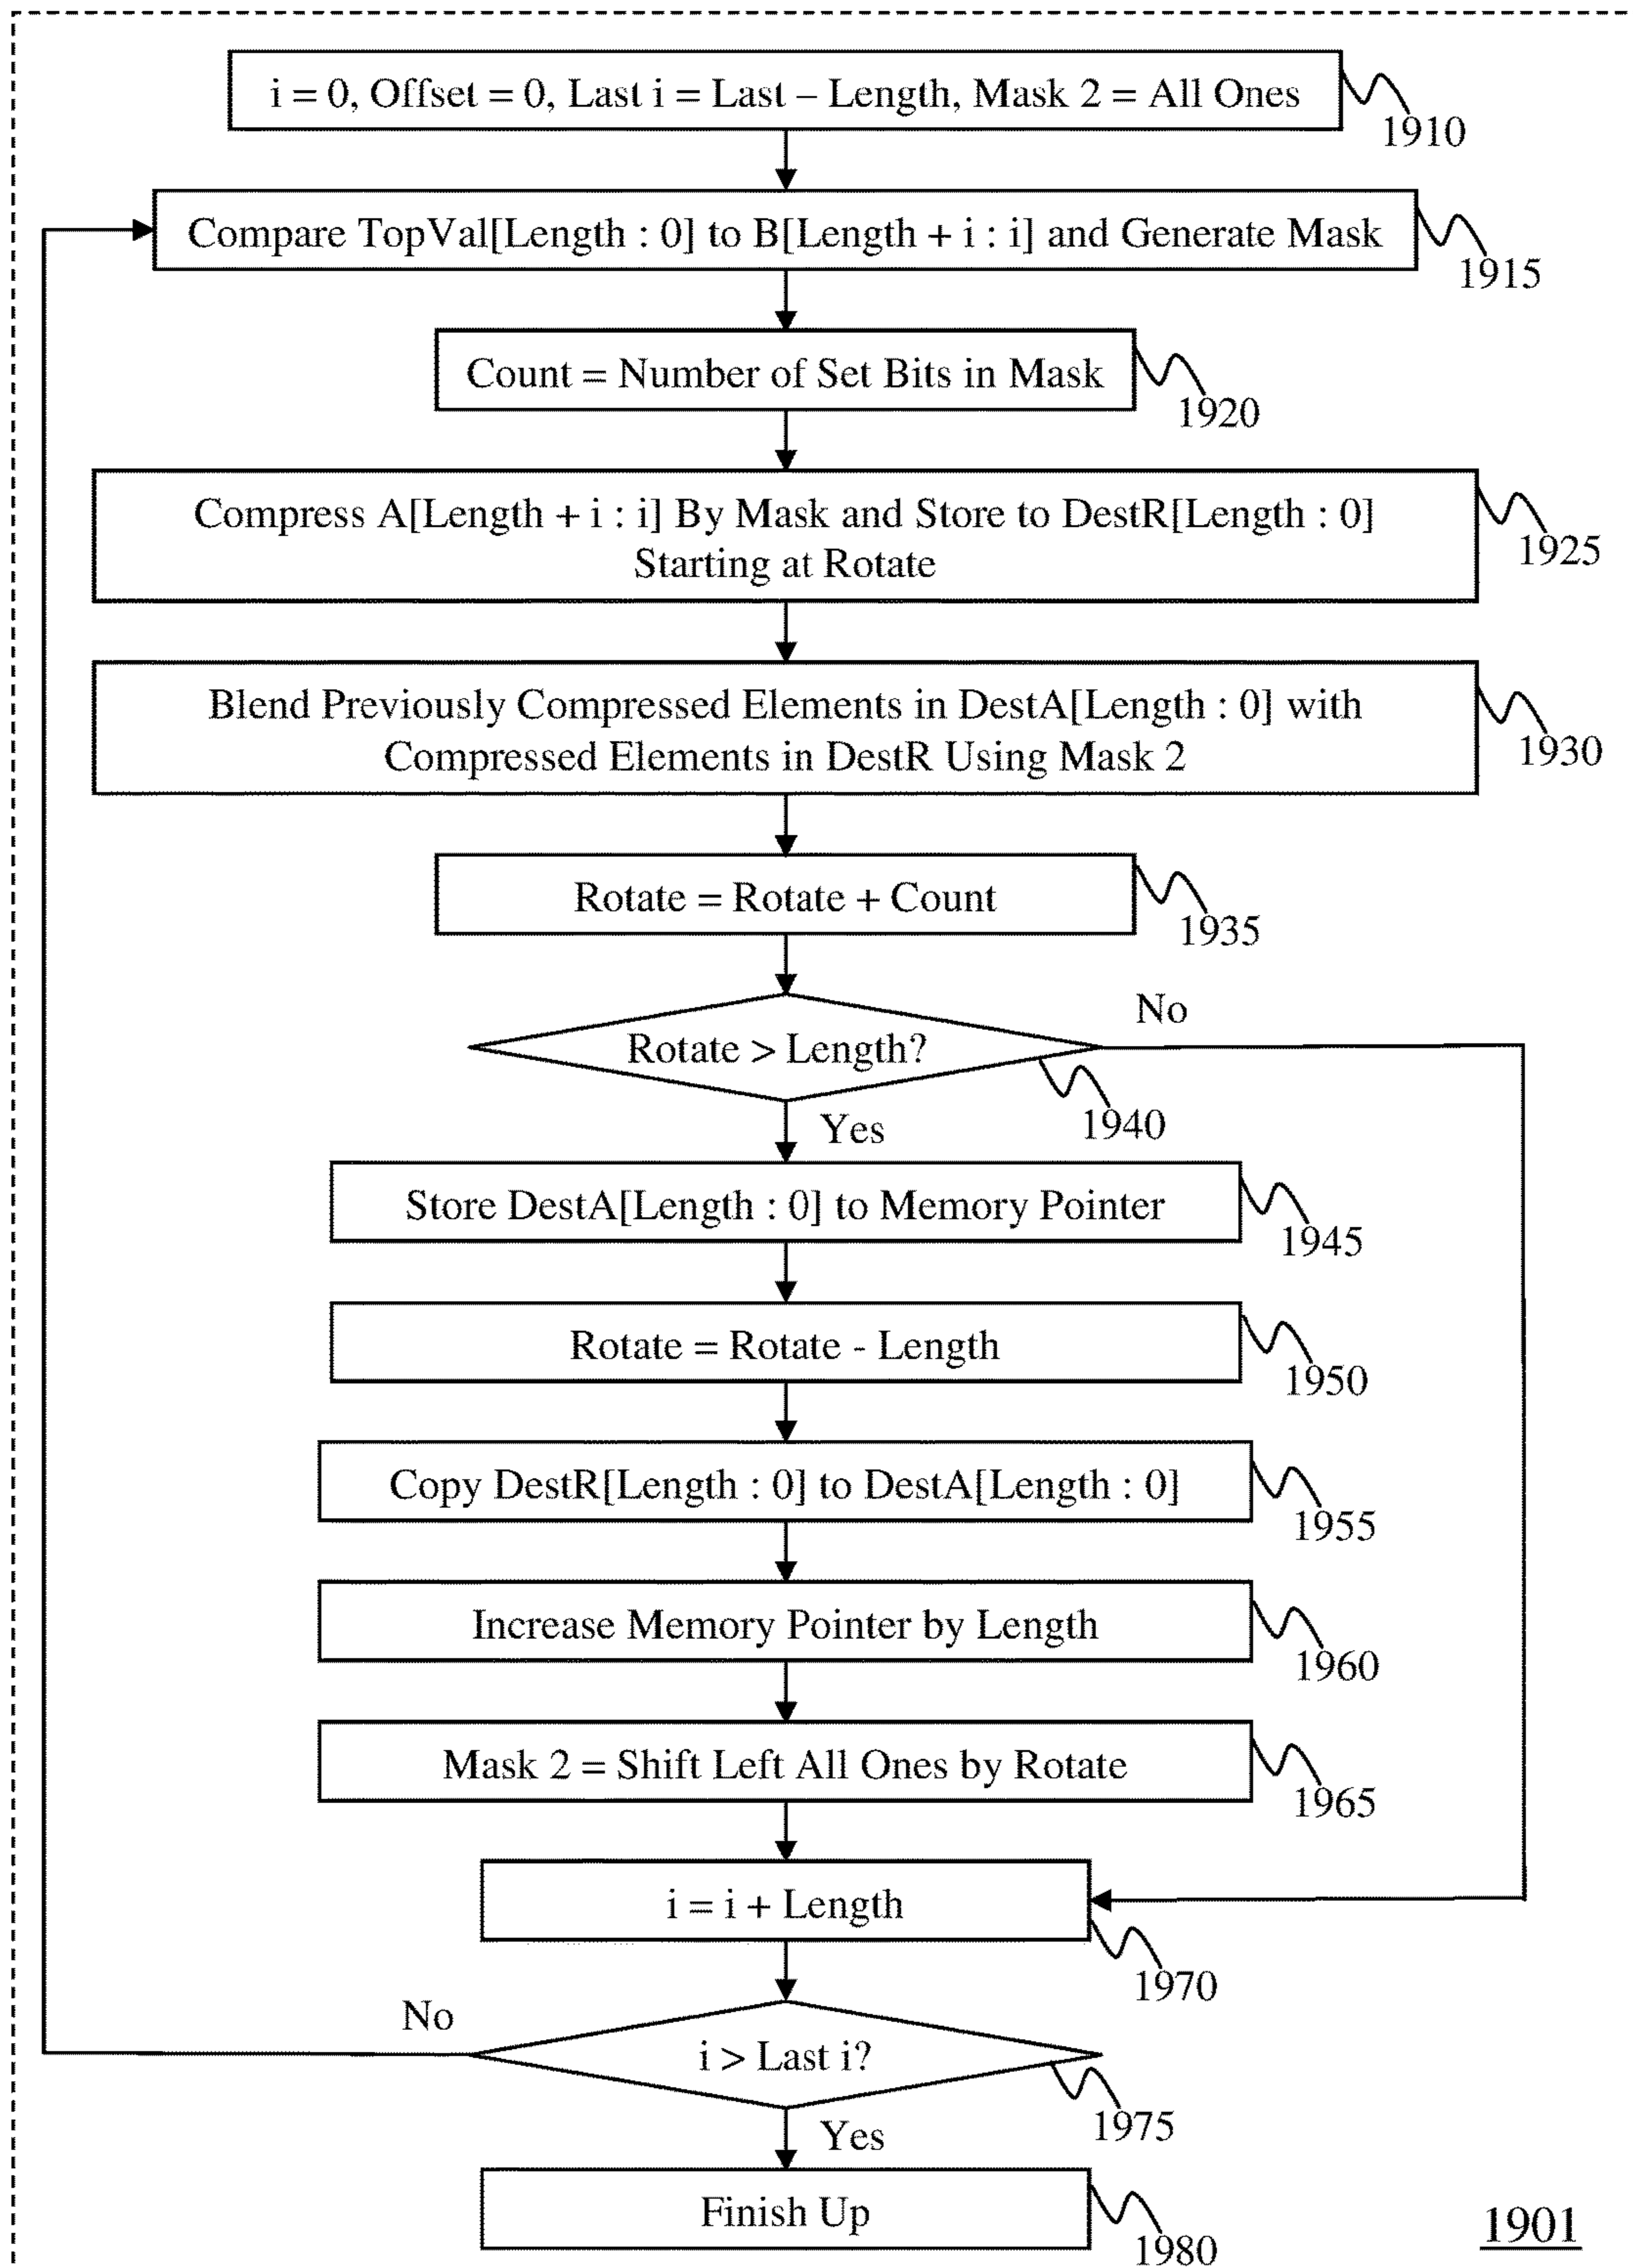 i = 0, Offset = 0, Last i = Last – Length, Mask 2 = All Ones
1910
Compare TopVal[Length : 0] to B[Length + i : i] and Generate Mask
1915
Count = Number of Set Bits in Mask
1920
Compress A[Length + i : i] By Mask and Store to DestR[Length : 0]
Starting at Rotate
1925
Blend Previously Compressed Elements in DestA[Length : 0] with
Compressed Elements in DestR Using Mask 2
1930
Rotate = Rotate + Count
1935
No
Rotate > Length?
1940
Yes
Store DestA[Length : 0] to Memory Pointer
1945
Rotate = Rotate - Length
1950
Copy DestR[Length : 0] to DestA[Length : 0]
1955
Increase Memory Pointer by Length
1960
Mask 2 = Shift Left All Ones by Rotate
1965
i = i + Length
1970
No
i > Last i?
1975
Yes
Finish Up
1980
1901